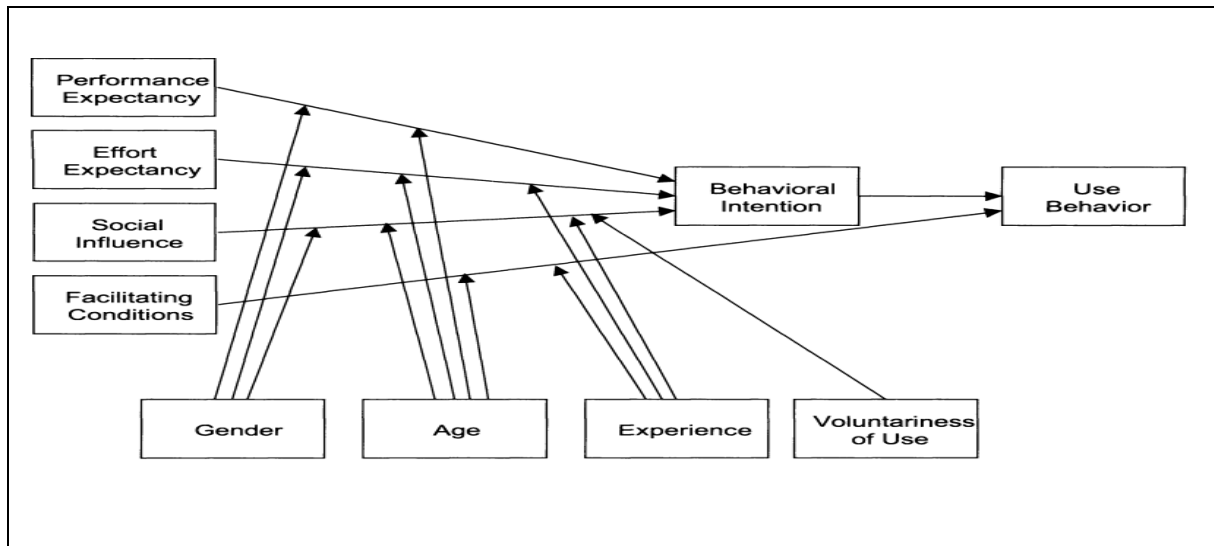 Performance
Expectancy
Effort
Expectancy
Social
Influence
Facilitating
Conditions
Behavioral
Intention
Use
Behavior
Gender
Age
Experience
Voluntariness
of Use